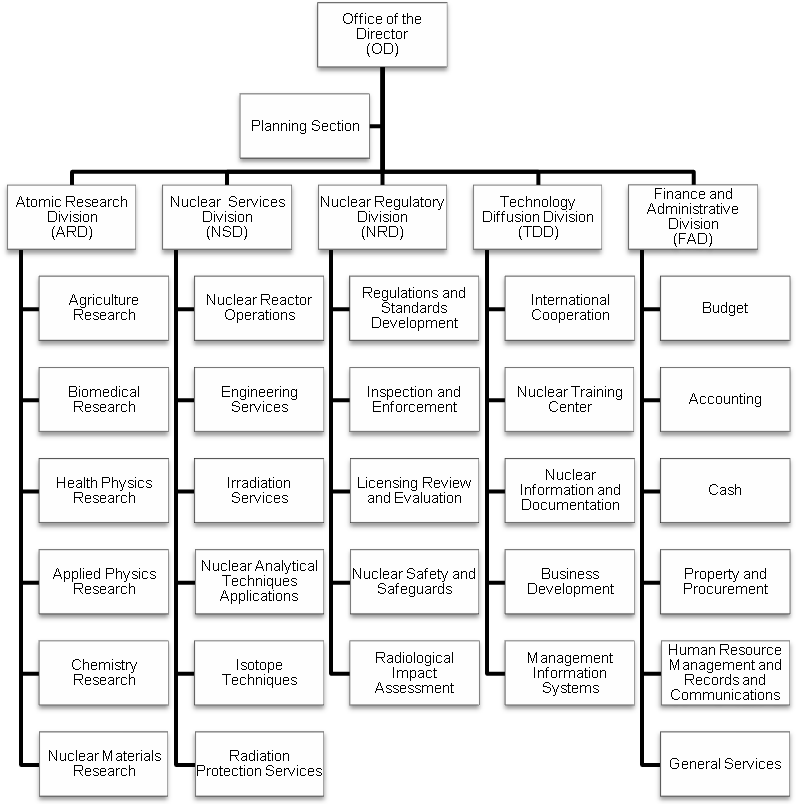 Office of the
Director
(OD)
Planning Section
Atomic Research
Division
(ARD)
Nuclear Services
Division
(NSD)
Nuclear Regulatory
Division
(NRD)
Technology
Diffusion Division
(TDD)
Finance and
Administrative
Division
(FAD)
Agriculture
Research
Biomedical
Research
Health Physics
Research
Applied Physics
Research
Chemistry
Research
Nuclear Materials
Research
Nuclear Reactor
Operations
Engineering
Services
Irradiation
Services
Nuclear Analytical
Techniques
Applications
Isotope
Techniques
Radiation
Protection Services
Regulations and
Standards
Development
Inspection and
Enforcement
Licensing Review
and Evaluation
Nuclear Safety and
Safeguards
Radiological
Impact
Assessment
International
Cooperation
Nuclear Training
Center
Nuclear
Information and
Documentation
Business
Development
Management
Information
Systems
Budget
Accounting
Cash
Property and
Procurement
Human Resource
Management and
Records and
Communications
General Services